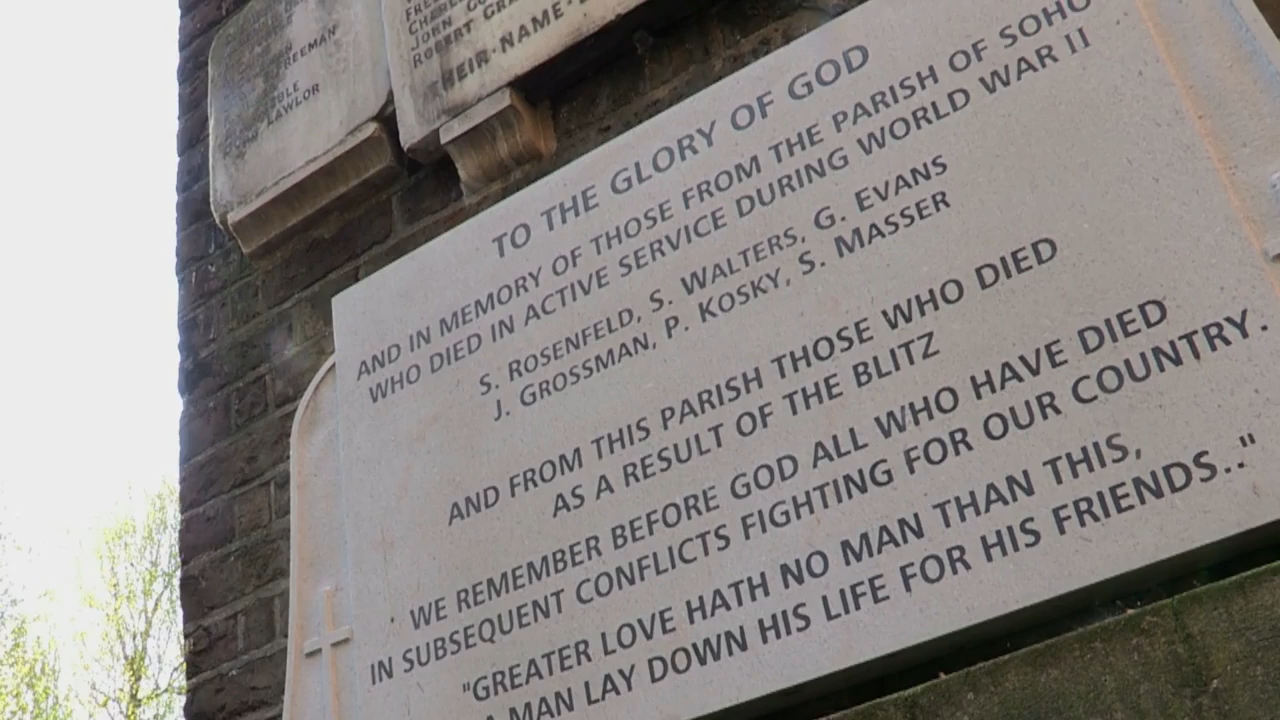 FREEMAN
LAWLOR
ROBERT
HEIR·NAME·
TO THE GLORY OF GOD
AND IN MEMORY OF THOSE FROM THE PARISH OF SOHO
WHO DIED IN ACTIVE SERVICE DURING WORLD WAR II
S. ROSENFELD, S. WALTERS, G. EVANS
J. GROSSMAN, P. KOSKY, S. MASSER
AND FROM THIS PARISH THOSE WHO DIED
AS A RESULT OF THE BLITZ
WE REMEMBER BEFORE GOD ALL WHO HAVE DIED
IN SUBSEQUENT CONFLICTS FIGHTING FOR OUR COUNTRY.
"GREATER LOVE HATH NO MAN THAN THIS,
A MAN LAY DOWN HIS LIFE FOR HIS FRIENDS.."